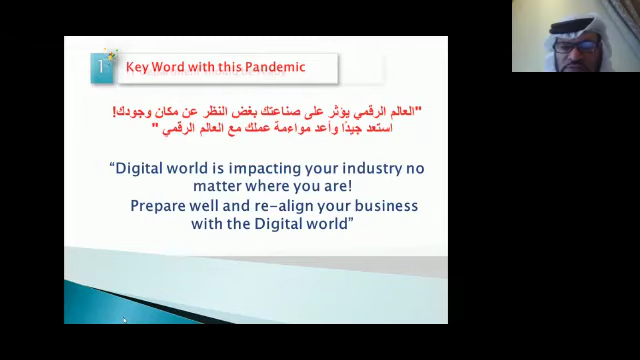 1 Key Word with this Pandemic
"العالم الرقمي يؤثر على صناعتك بغض النظر عن مكان وجودك!
استعد جيدًا وأعد مواءمة عملك مع العالم الرقمي "
“Digital world is impacting your industry no
matter where you are!
Prepare well and re-align your business
with the Digital world”